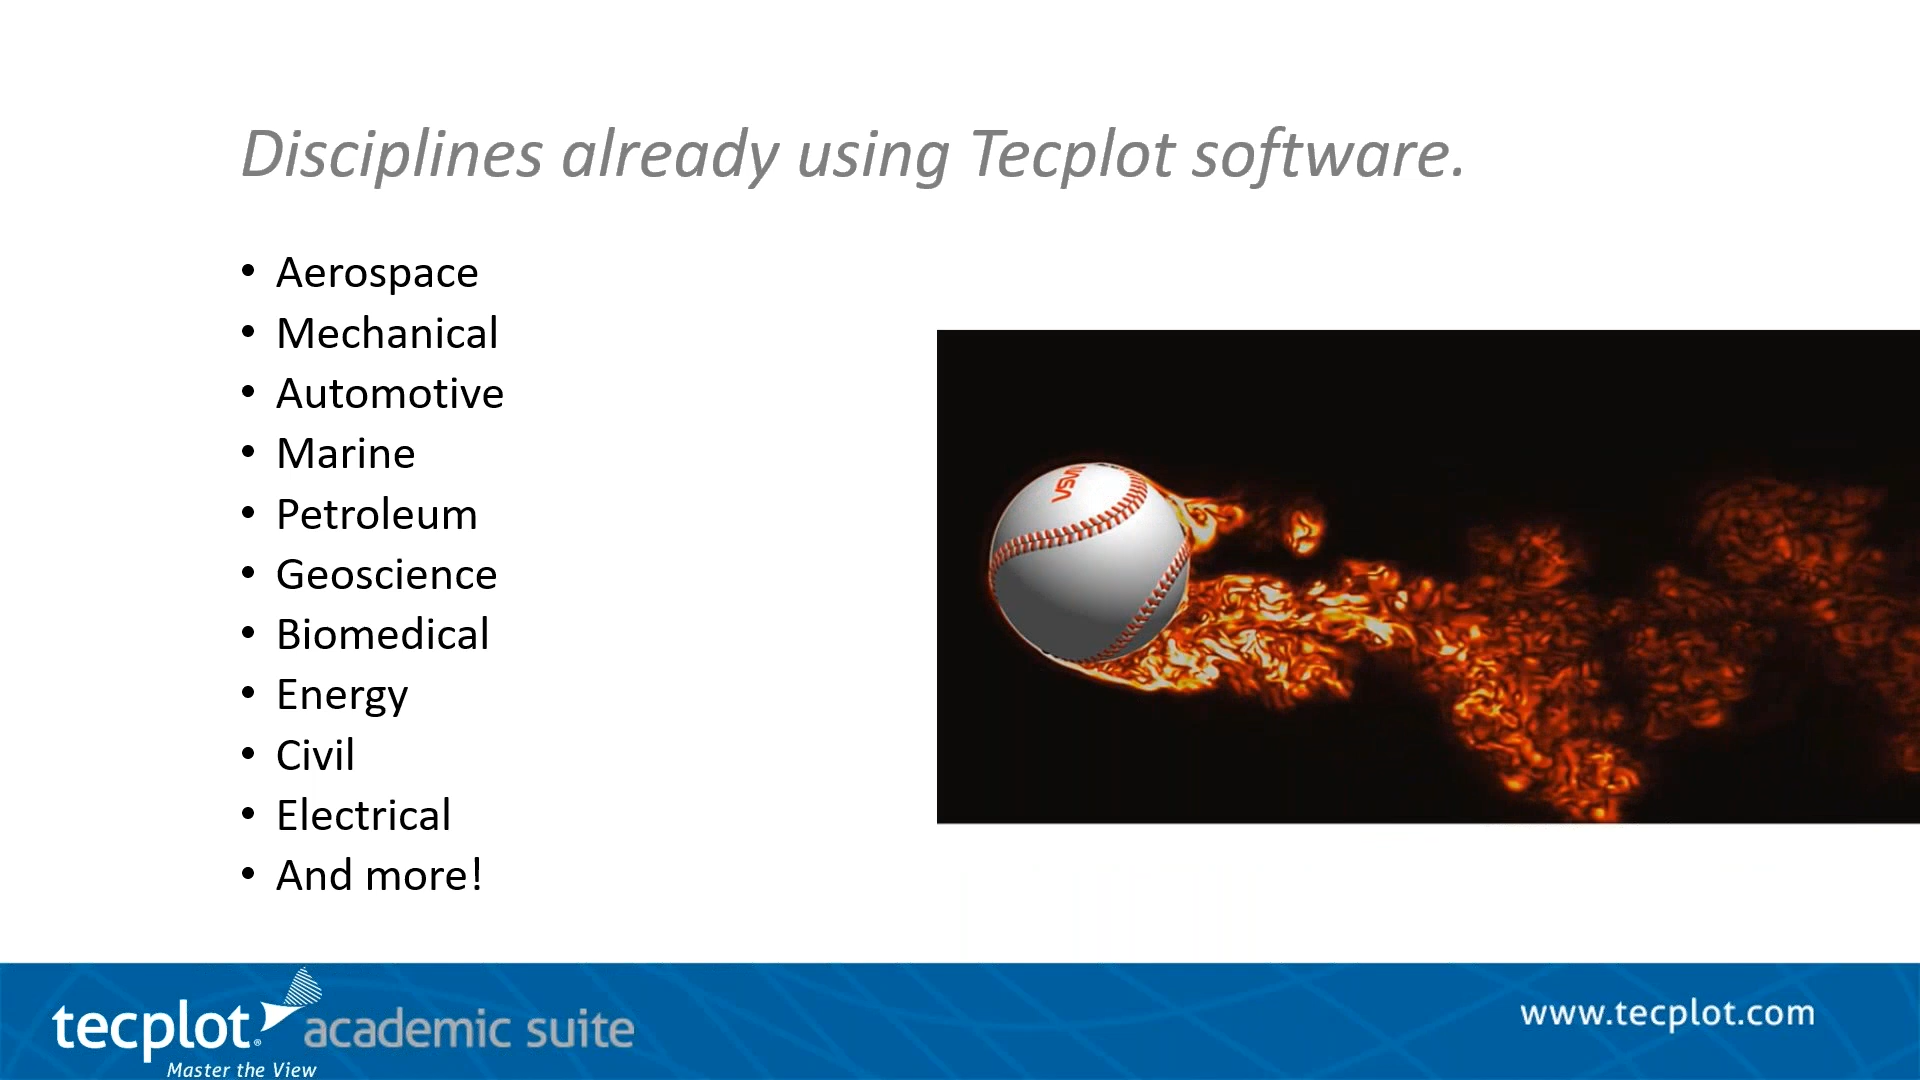 Disciplines already using Tecplot software.
• Aerospace
• Mechanical
• Automotive
• Marine
• Petroleum
• Geoscience
• Biomedical
• Energy
• Civil
• Electrical
• And more!
NASA
tecplot® academic suite
Master the View
www.tecplot.com